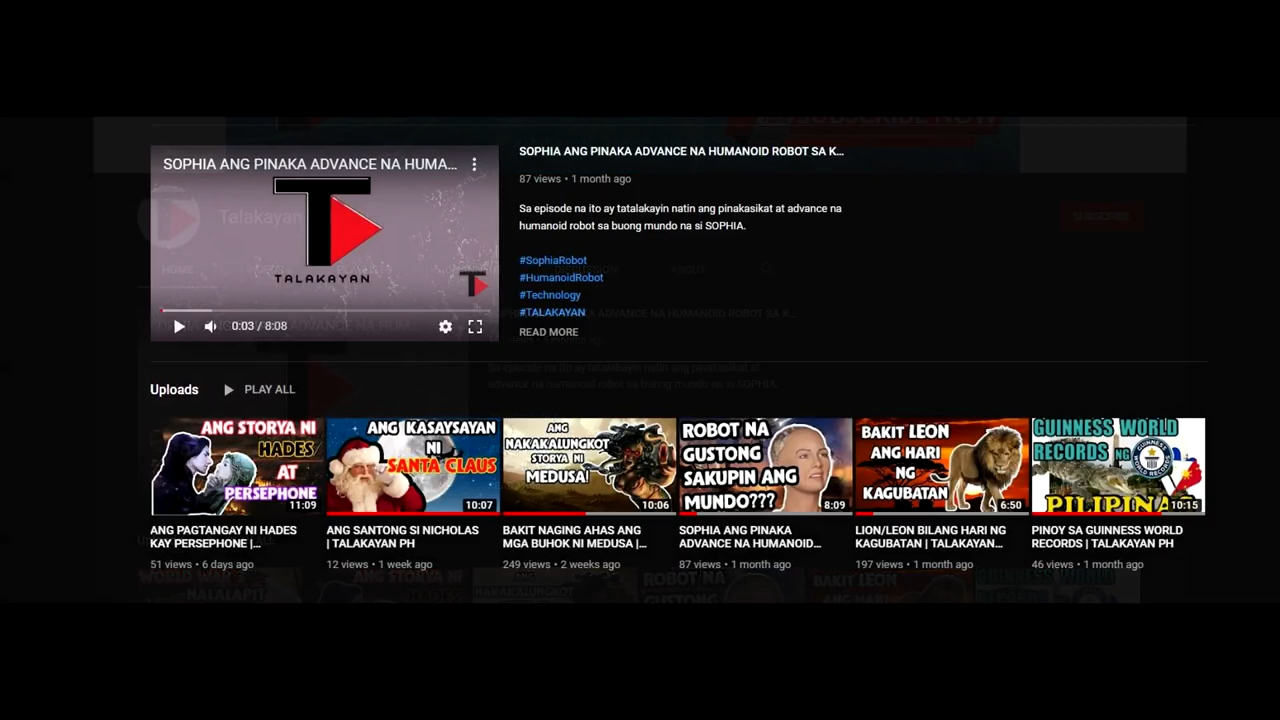 SUBSCRIBE NOW
SOPHIA ANG PINAKA ADVANCE NA HUMA...
TALAKAYAN
0:03 / 8:08
SOPHIA ANG PINAKA ADVANCE NA HUMANOID ROBOT SA K...
87 views • 1 month ago
Sa episode na ito ay tatalakayin natin ang pinakasikat at advance na
humanoid robot sa buong mundo na si SOPHIA.
#SophiaRobot
#HumanoidRobot
#Technology
#TALAKAYAN
READ MORE
Talakayan
SUBSCRIBE
HOME
ABOUT
Uploads
PLAY ALL
ANG STORYA NI
HADES
AT
PERSEPHONE
11:09
ANG PAGTANGAY NI HADES
KAY PERSEPHONE |...
51 views • 6 days ago
ANG KASAYSAYAN
NI
SANTA CLAUS
10:07
ANG SANTONG SI NICHOLAS
| TALAKAYAN PH
12 views • 1 week ago
ANG
NAKAKALUNGKOT
STORYA NI
MEDUSA!
10:06
BAKIT NAGING AHAS ANG
MGA BUHOK NI MEDUSA |...
249 views • 2 weeks ago
ROBOT NA
GUSTONG
SAKUPIN ANG
MUNDO???
8:09
SOPHIA ANG PINAKA
ADVANCE NA HUMANOID...
87 views • 1 month ago
BAKIT LEON
ANG HARI
NG
KAGUBATAN
6:50
LION/LEON BILANG HARI NG
KAGUBATAN | TALAKAYAN...
197 views • 1 month ago
GUINNESS WORLD
RECORDS NG
PILIPINAS
10:15
PINOY SA GUINNESS WORLD
RECORDS | TALAKAYAN PH
46 views • 1 month ago